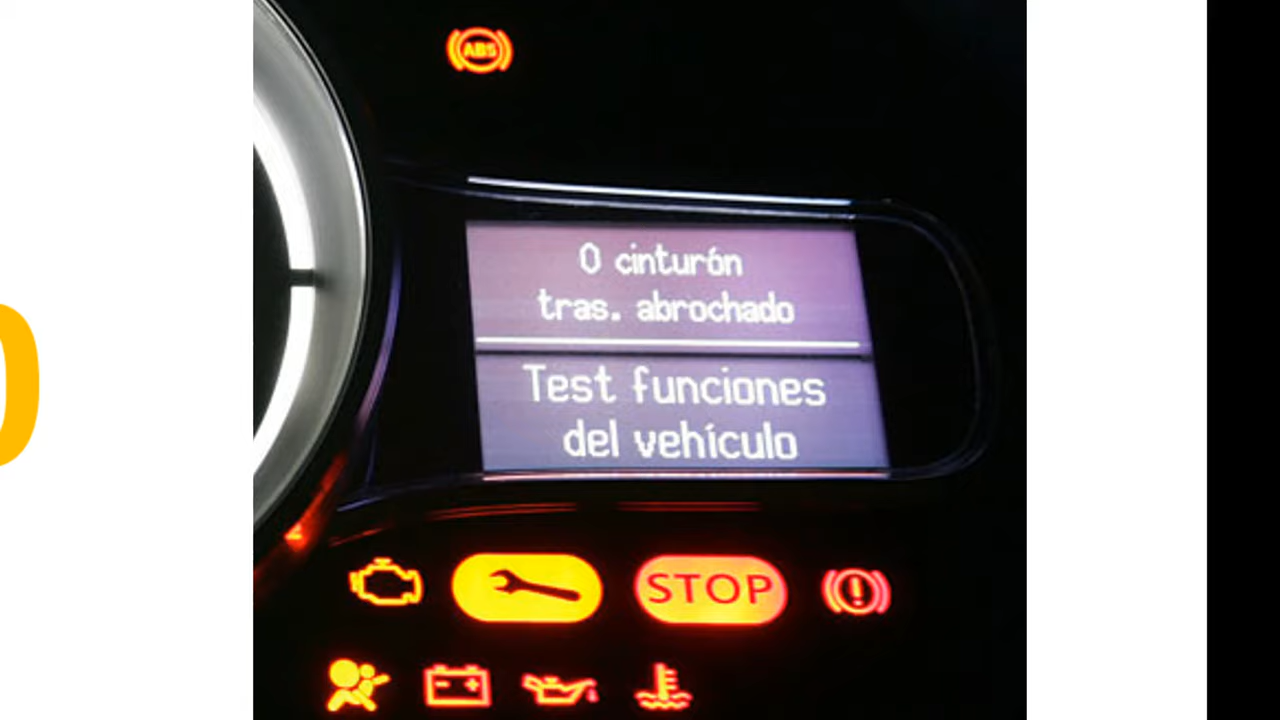 ABS
0 cinturón
tras. abrochado
Test funciones
del vehículo
STOP